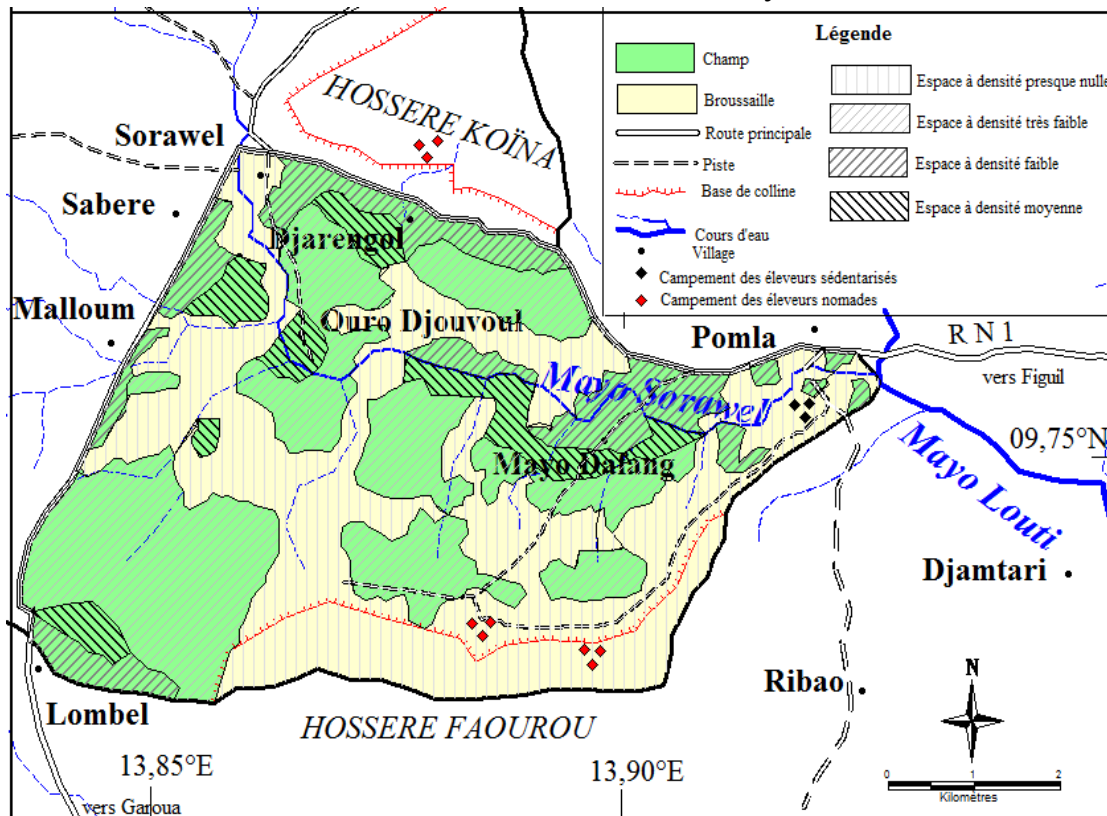 Légende
Champ
Broussaille
Route principale
Piste
Base de colline
Cours d'eau
Village
Campement des éleveurs sédentarisés
Campement des éleveurs nomades
Espace à densité presque nulle
Espace à densité très faible
Espace à densité faible
Espace à densité moyenne
HOSSERE KOÏNA
Sorawel
Sabere
Djarengol
Malloum
Ouro Djouvoul
Pomla
R N 1
vers Figuil
Mayo Sorawel
09,75°N
Mayo Dafang
Mayo Louti
Djamtari
Ribao
N
Lombel
HOSSERE FAOUROU
13,85°E
13,90°E
vers Garoua
0 1 2
Kilomètres